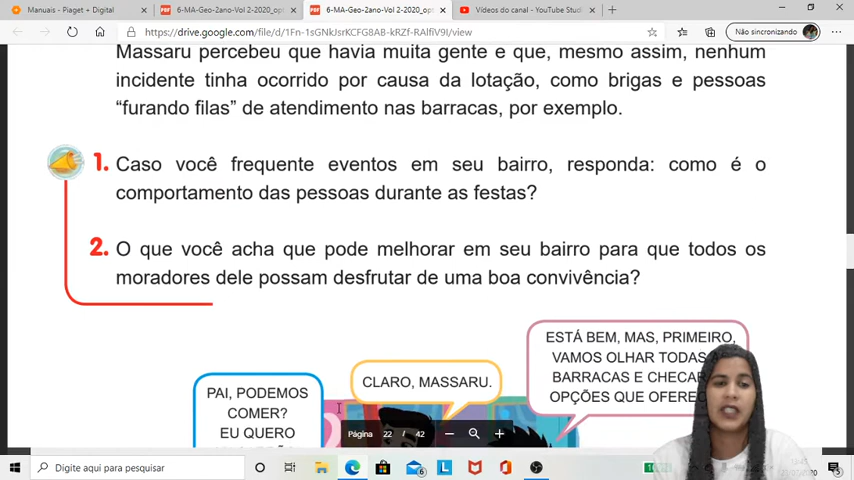 Manuais – Piaget + Digital
6-MA-Geo-2ano-Vol 2-2020_opt
6-MA-Geo-2ano-Vol 2-2020_opt
Vídeos do canal - YouTube Studi
https://drive.google.com/file/d/1Fn-1sGNkJsrKCFG8AB-kRZf-RAlfiV9I/view
Não sincronizando
Massaru percebeu que havia muita gente e que, mesmo assim, nenhum
incidente tinha ocorrido por causa da lotação, como brigas e pessoas
“furando filas” de atendimento nas barracas, por exemplo.
1. Caso você frequente eventos em seu bairro, responda: como é o
comportamento das pessoas durante as festas?
2. O que você acha que pode melhorar em seu bairro para que todos os
moradores dele possam desfrutar de uma boa convivência?
PAI, PODEMOS
COMER?
EU QUERO
CLARO, MASSARU.
ESTÁ BEM, MAS, PRIMEIRO,
VAMOS OLHAR TODAS
BARRACAS E CHECAR
OPÇÕES QUE
Página 22 / 42
Digite aqui para pesquisar